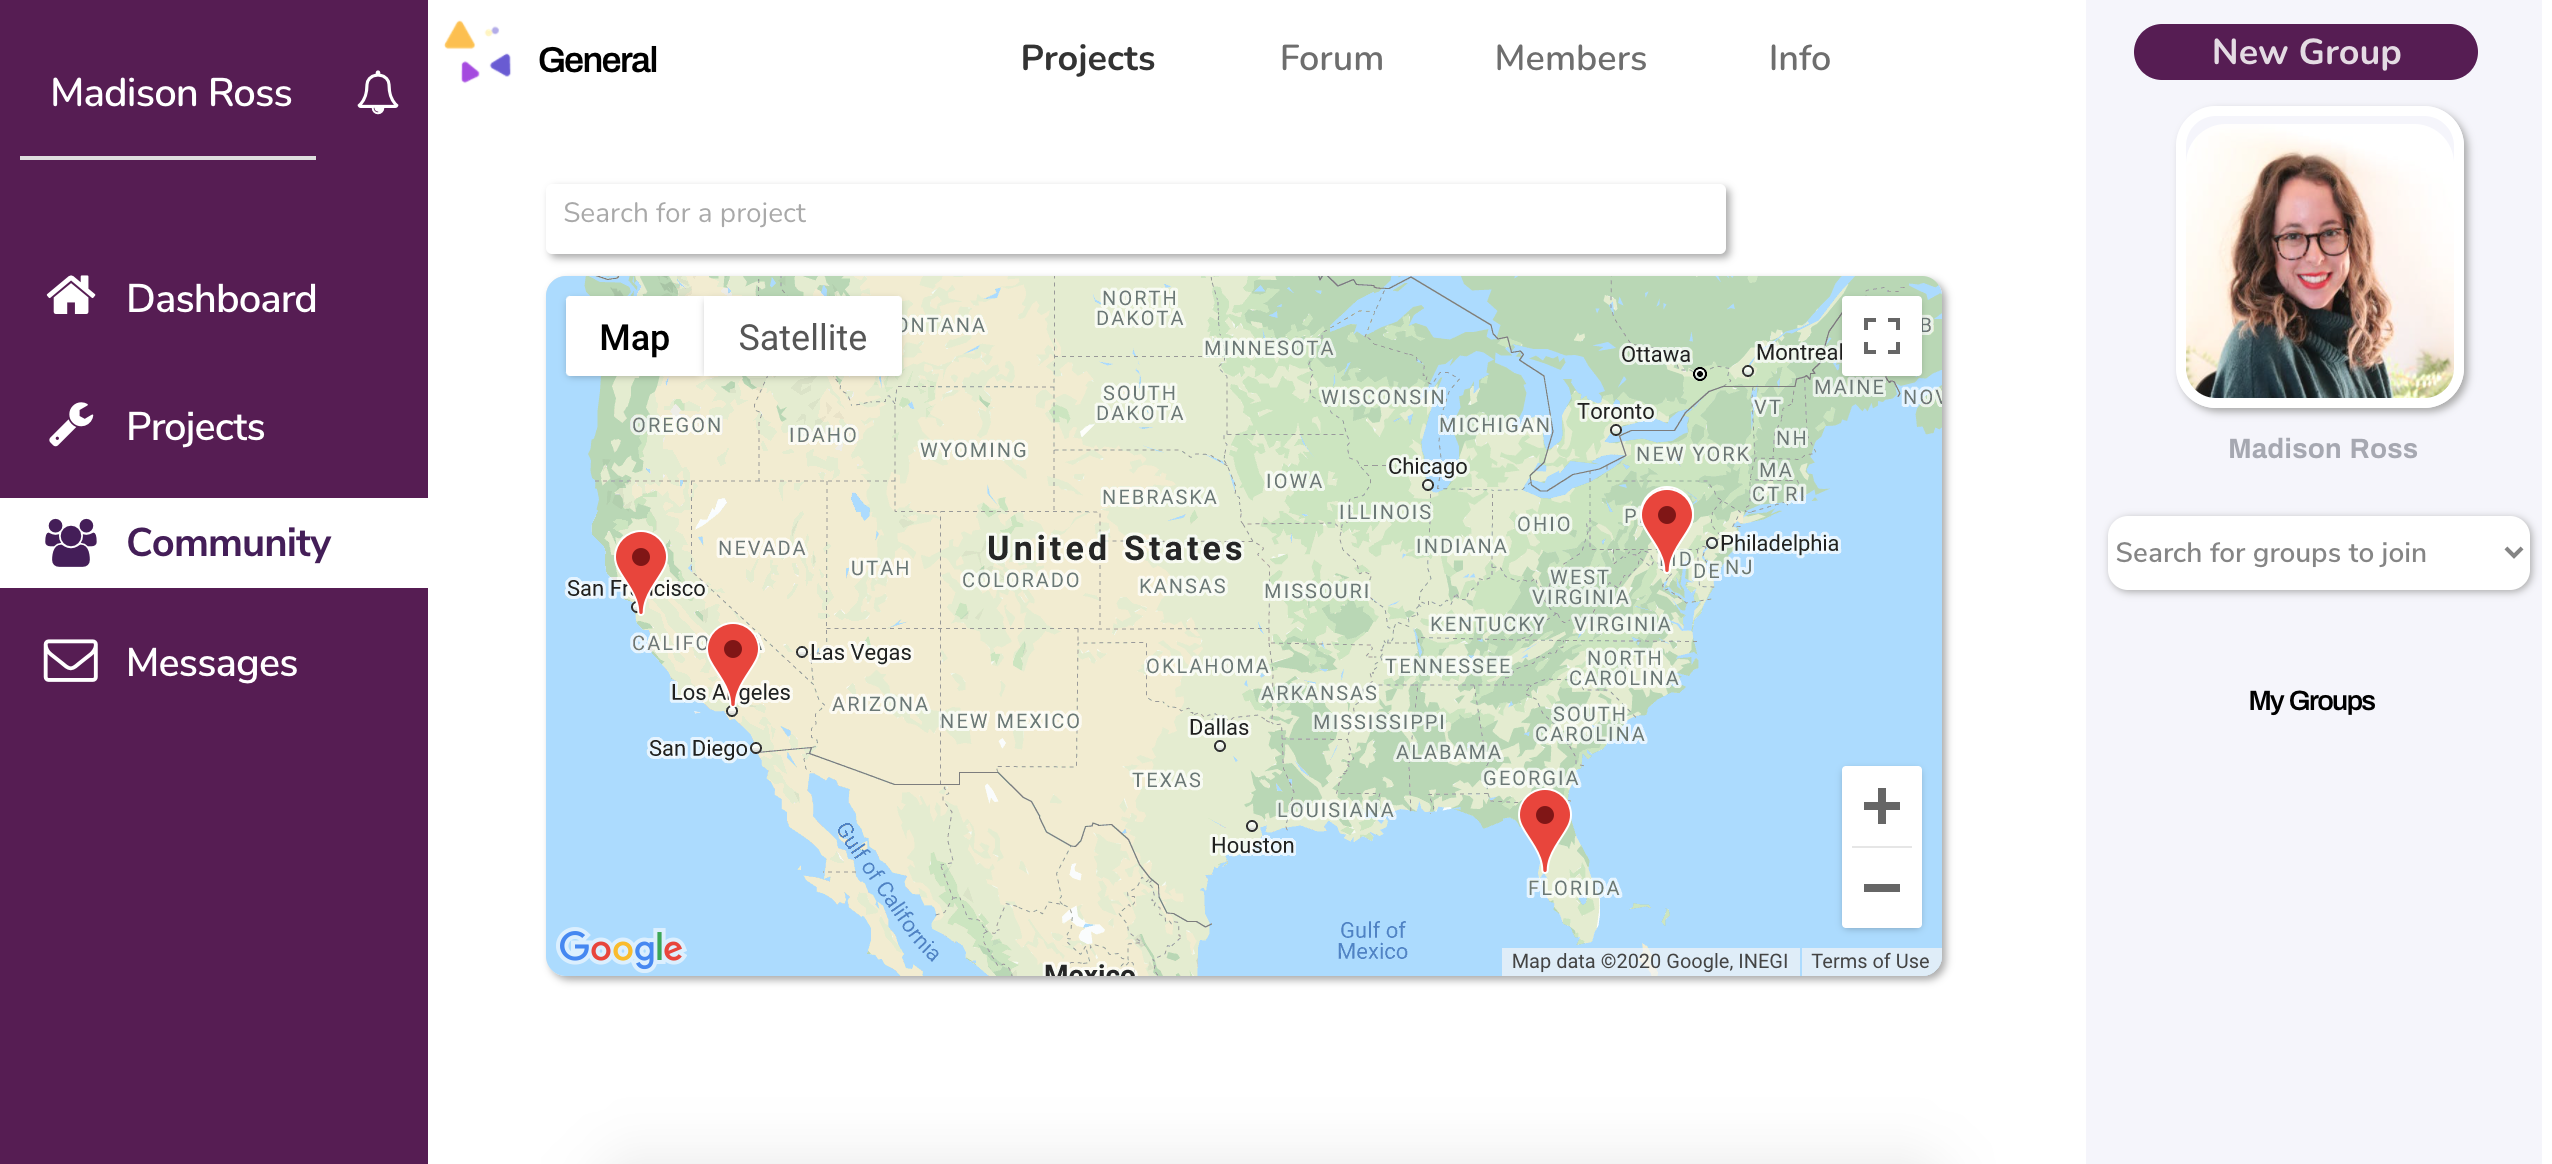 Madison Ross
Dashboard
Projects
Community
Messages
General
Projects
Forum
Members
Info
Search for a project
Map
Satellite
NORTH
DAKOTA
MINNESOTA
Ottawa
Montreal
MAINE
SOUTH
DAKOTA
WISCONSIN
VT
OREGON
IDAHO
WYOMING
MICHIGAN
Toronto
NH
NEW YORK
Chicago
MA
NEBRASKA
IOWA
CT RI
ILLINOIS
OHIO
United States
NEVADA
INDIANA
Philadelphia
UTAH
COLORADO
KANSAS
MISSOURI
WEST
VIRGINIA
DE NJ
San Francisco
KENTUCKY
VIRGINIA
Las Vegas
OKLAHOMA
TENNESSEE
NORTH
CAROLINA
Los Angeles
ARIZONA
NEW MEXICO
ARKANSAS
MISSISSIPPI
SOUTH
CAROLINA
San Diego
Dallas
ALABAMA
TEXAS
GEORGIA
LOUISIANA
Houston
Gulf of California
FLORIDA
Gulf of
Mexico
Google
Mexico
Map data ©2020 Google, INEGI
Terms of Use
New Group
Madison Ross
Search for groups to join
My Groups